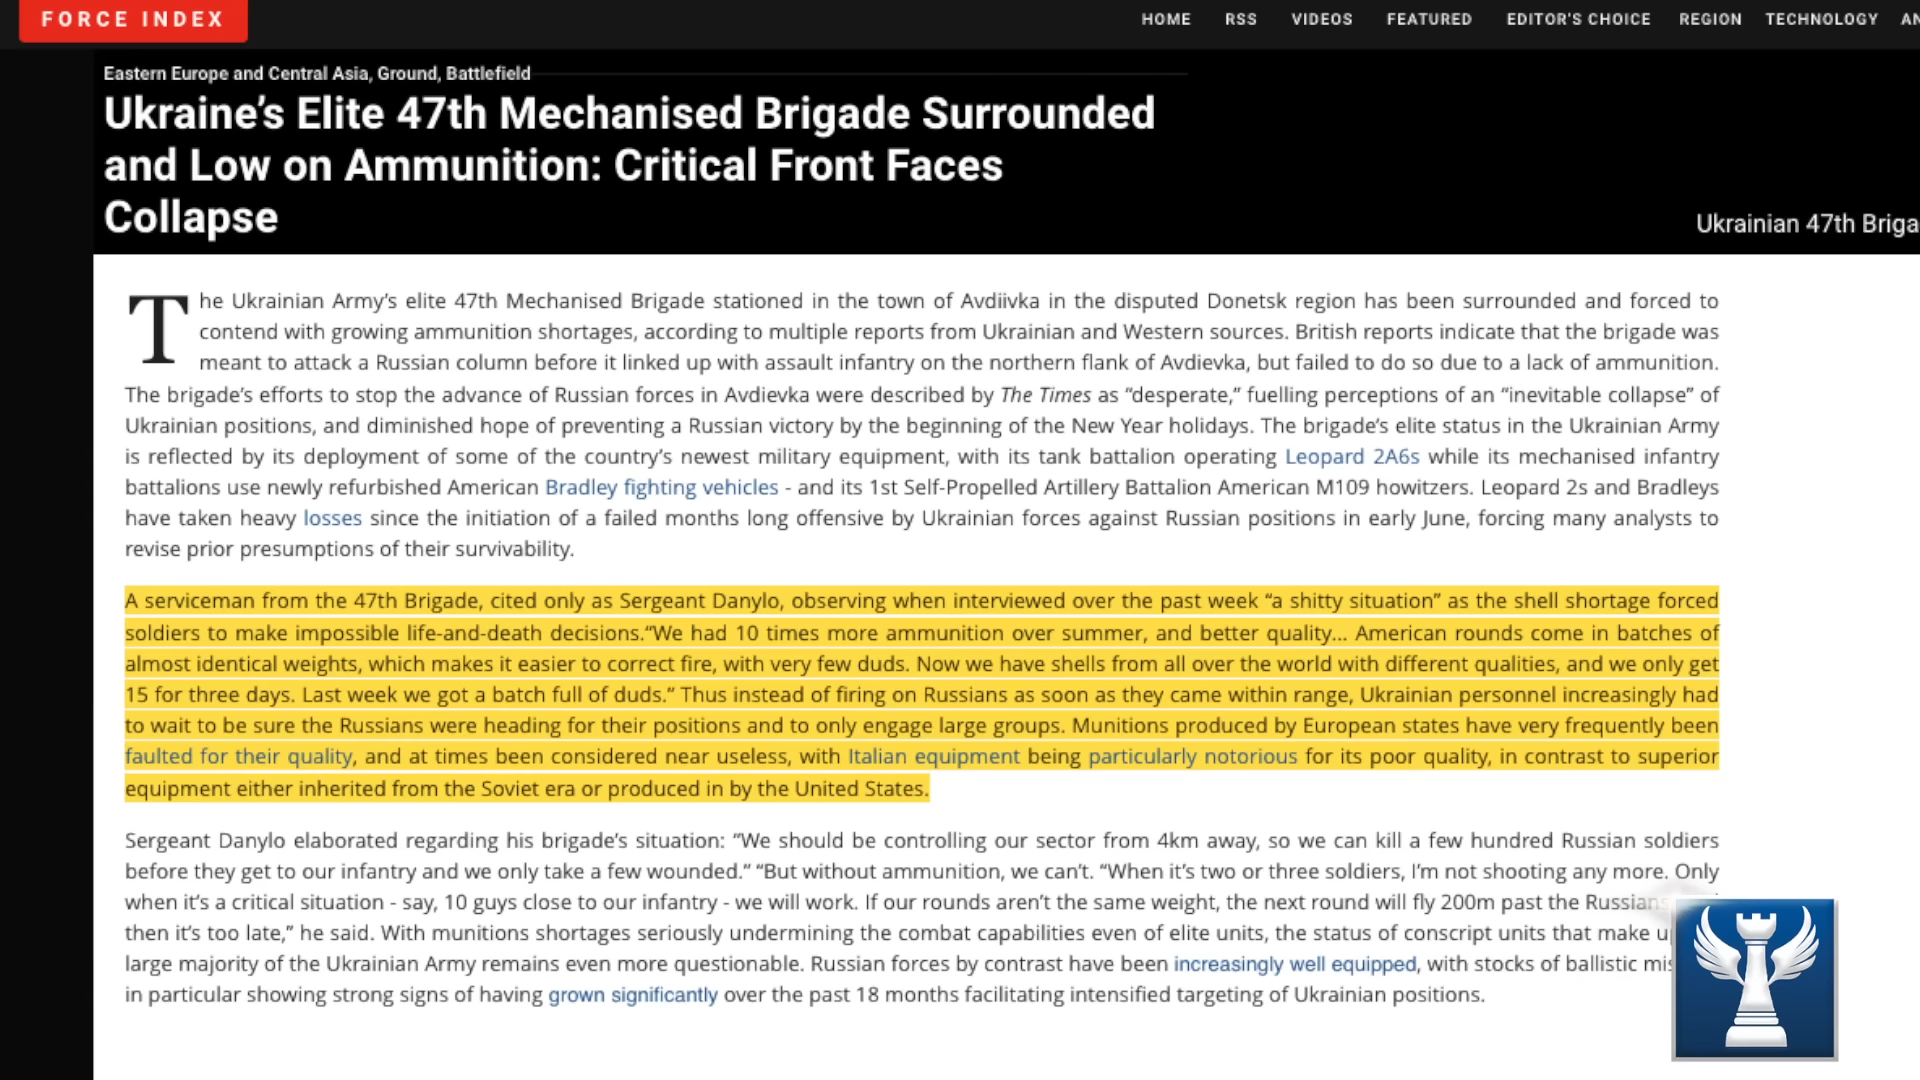 FORCE INDEX
HOME RSS VIDEOS FEATURED EDITOR'S CHOICE REGION TECHNOLOGY AN
Eastern Europe and Central Asia, Ground, Battlefield
Ukraine's Elite 47th Mechanised Brigade Surrounded
and Low on Ammunition: Critical Front Faces
Collapse
Ukrainian 47th Briga
The Ukrainian Army's elite 47th Mechanised Brigade stationed in the town of Avdiivka in the disputed Donetsk region has been surrounded and forced to
contend with growing ammunition shortages, according to multiple reports from Ukrainian and Western sources. British reports indicate that the brigade was
meant to attack a Russian column before it linked up with assault infantry on the northern flank of Avdievka, but failed to do so due to a lack of ammunition.
The brigade's efforts to stop the advance of Russian forces in Avdievka were described by The Times as "desperate," fuelling perceptions of an "inevitable collapse" of
Ukrainian positions, and diminished hope of preventing a Russian victory by the beginning of the New Year holidays. The brigade's elite status in the Ukrainian Army
is reflected by its deployment of some of the country's newest military equipment, with its tank battalion operating Leopard 2A6s while its mechanised infantry
battalions use newly refurbished American Bradley fighting vehicles - and its 1st Self-Propelled Artillery Battalion American M109 howitzers. Leopard 2s and Bradleys
have taken heavy losses since the initiation of a failed months long offensive by Ukrainian forces against Russian positions in early June, forcing many analysts to
revise prior presumptions of their survivability.
A serviceman from the 47th Brigade, cited only as Sergeant Danylo, observing when interviewed over the past week "a shitty situation" as the shell shortage forced
soldiers to make impossible life-and-death decisions."We had 10 times more ammunition over summer, and better quality... American rounds come in batches of
almost identical weights, which makes it easier to correct fire, with very few duds. Now we have shells from all over the world with different qualities, and we only get
15 for three days. Last week we got a batch full of duds." Thus instead of firing on Russians as soon as they came within range, Ukrainian personnel increasingly had
to wait to be sure the Russians were heading for their positions and to only engage large groups. Munitions produced by European states have very frequently been
faulted for their quality, and at times been considered near useless, with Italian equipment being particularly notorious for its poor quality, in contrast to superior
equipment either inherited from the Soviet era or produced in by the United States.
Sergeant Danylo elaborated regarding his brigade's situation: "We should be controlling our sector from 4km away, so we can kill a few hundred Russian soldiers
before they get to our infantry and we only take a few wounded." "But without ammunition, we can't. "When it's two or three soldiers, I'm not shooting any more. Only
when it's a critical situation - say, 10 guys close to our infantry - we will work. If our rounds aren't the same weight, the next round will fly 200m past the Russians
then it's too late," he said. With munitions shortages seriously undermining the combat capabilities even of elite units, the status of conscript units that make u
large majority of the Ukrainian Army remains even more questionable. Russian forces by contrast have been increasingly well equipped, with stocks of ballistic mis
in particular showing strong signs of having grown significantly over the past 18 months facilitating intensified targeting of Ukrainian positions.